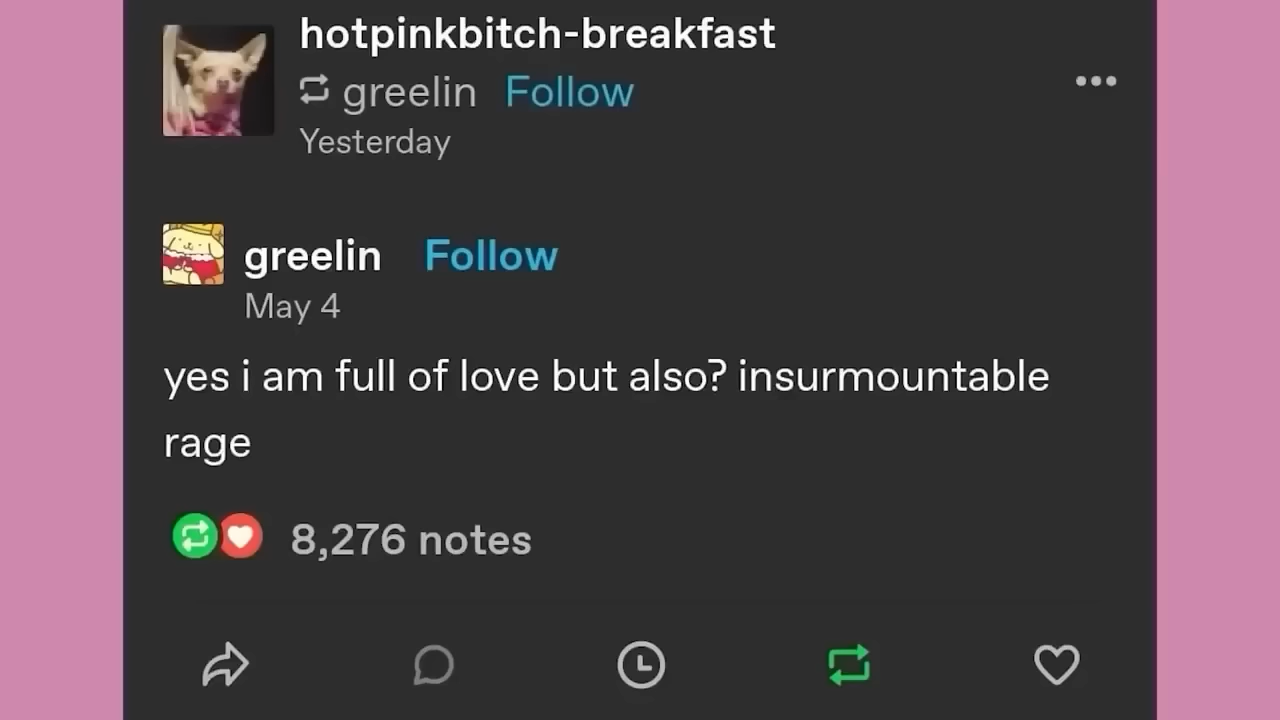 hotpinkbitch-breakfast
greelin Follow
Yesterday
greelin Follow
May 4
yes i am full of love but also? insurmountable
rage
8,276 notes